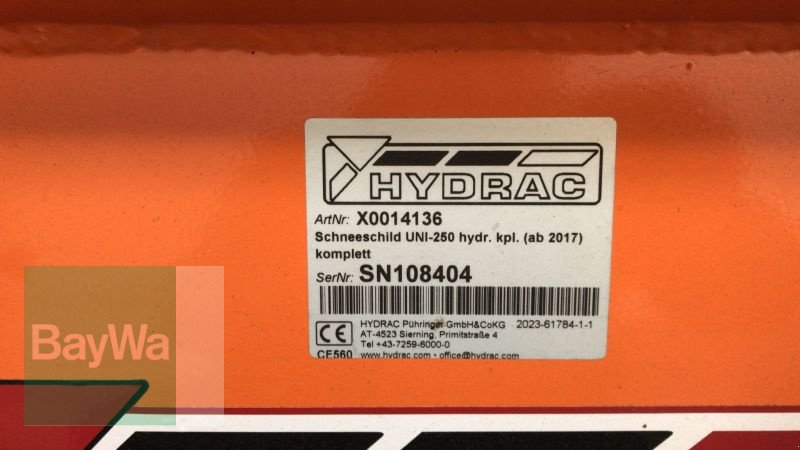 HYDRAC
ArtNr: X0014136
Schneeschild UNI-250 hydr. kpl. (ab 2017)
komplett
SerNr: SN108404
HYDRAC Pühringer GmbH&CoKG 2023-61784-1-1
AT-4523 Sierning, Primitstraße 4
Tel +43-7259-6000-0
CE560 www.hydrac.com • office@hydrac.com
BayWa